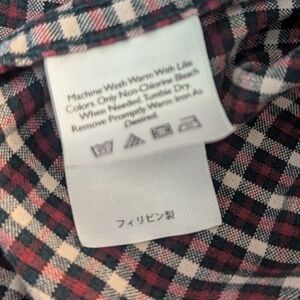 Machine Wash Warm With Like
Colors. Only Non-Chlorine Bleach
When Needed. Tumble Dry.
Remove Promptly. Warm Iron As
Desired.
フィリピン製